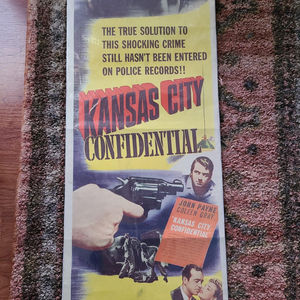 THE TRUE SOLUTION TO
THIS SHOCKING CRIME
STILL HASN'T BEEN ENTERED
ON POLICE RECORDS!!
KANSAS CITY
CONFIDENTIAL
JOHN PAYNE
COLEEN GRAY
KANSAS CITY
CONFIDENTIAL